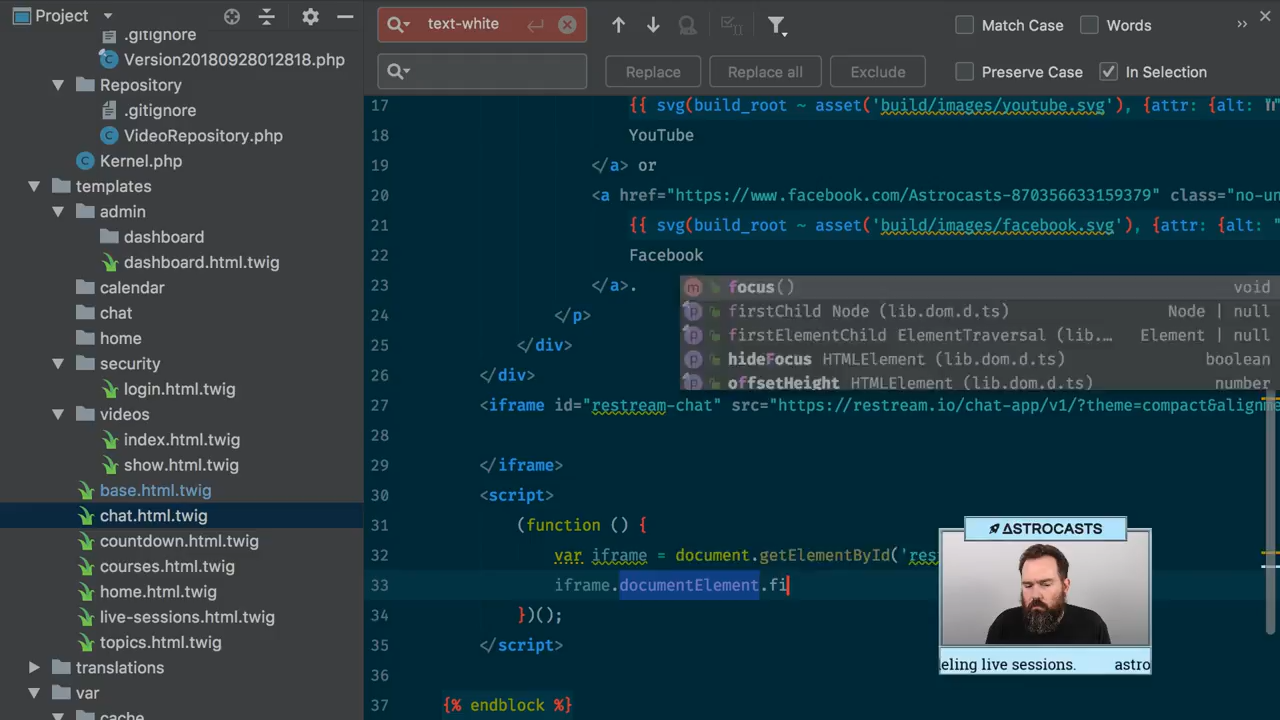 Project
.gitignore
Version20180928012818.php
Repository
.gitignore
VideoRepository.php
Kernel.php
templates
admin
dashboard
dashboard.html.twig
calendar
chat
home
security
login.html.twig
videos
index.html.twig
show.html.twig
base.html.twig
chat.html.twig
countdown.html.twig
courses.html.twig
home.html.twig
live-sessions.html.twig
topics.html.twig
translations
var
cache
text-white
Match Case
Words
Replace
Replace all
Exclude
Preserve Case
In Selection
17 {{ svg(build_root ~ asset('build/images/youtube.svg'), {attr: {alt:
18 YouTube
19 </a> or
20 <a href="https://www.facebook.com/Astrocasts-870356633159379" class="no-un
21 {{ svg(build_root ~ asset('build/images/facebook.svg'), {attr: {alt: "
22 Facebook
23 </a>.
24 </p>
25 </div>
26 </div>
27 <iframe id="restream-chat" src="https://restream.io/chat-app/v1/?theme=compact&alignme
28
29 </iframe>
30 <script>
31 (function () {
32 var iframe = document.getElementById('res
33 iframe.documentElement.fi
34 })();
35 </script>
36
37 {% endblock %}
m focus() void
p firstChild Node (lib.dom.d.ts) Node | null
p firstElementChild ElementTraversal (lib.… Element | null
p hideFocus HTMLElement (lib.dom.d.ts) boolean
p offsetHeight HTMLElement (lib.dom.d.ts) number
ΔSTROCASTS
eling live sessions. astro